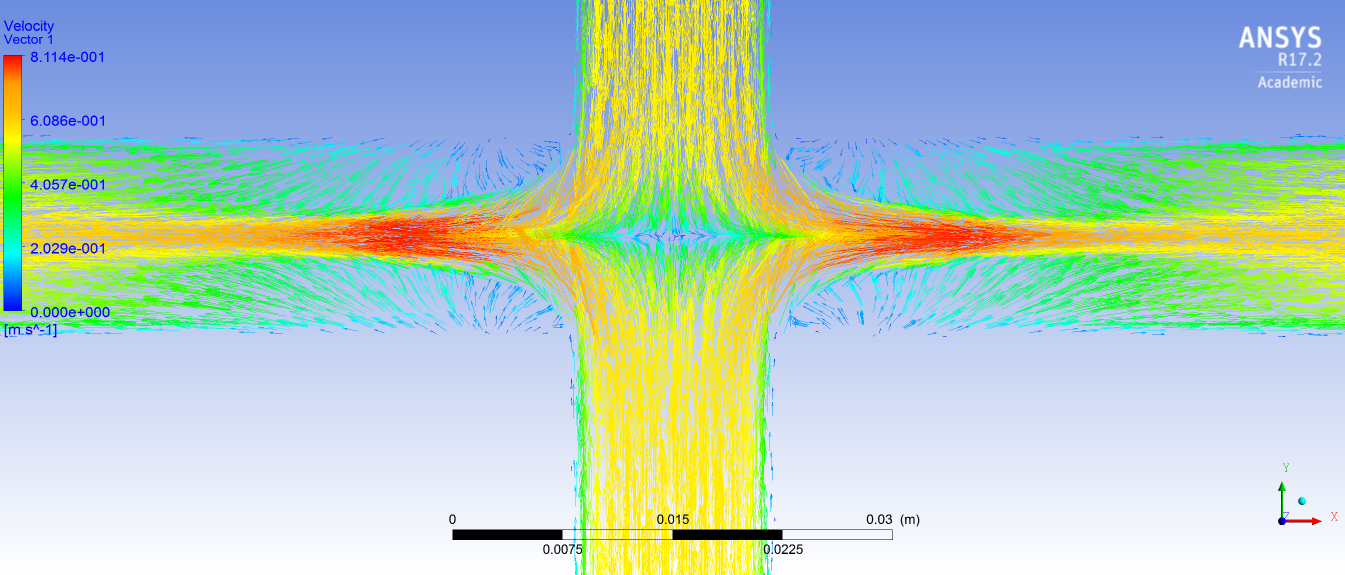 Velocity
Vector 1
8.114e-001
6.086e-001
4.057e-001
2.029e-001
0.000e+000
[m s^-1]
ANSYS
R17.2
Academic
0 0.015 0.03 (m)
0.0075 0.0225
Y
Z X